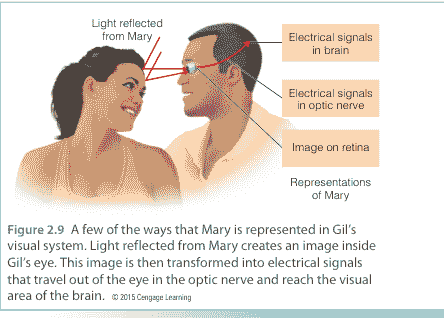 Light reflected
from Mary
Electrical signals
in brain
Electrical signals
in optic nerve
Image on retina
Representations
of Mary
Figure 2.9 A few of the ways that Mary is represented in Gil's
visual system. Light reflected from Mary creates an image inside
Gil's eye. This image is then transformed into electrical signals
that travel out of the eye in the optic nerve and reach the visual
area of the brain. © 2015 Cengage Learning